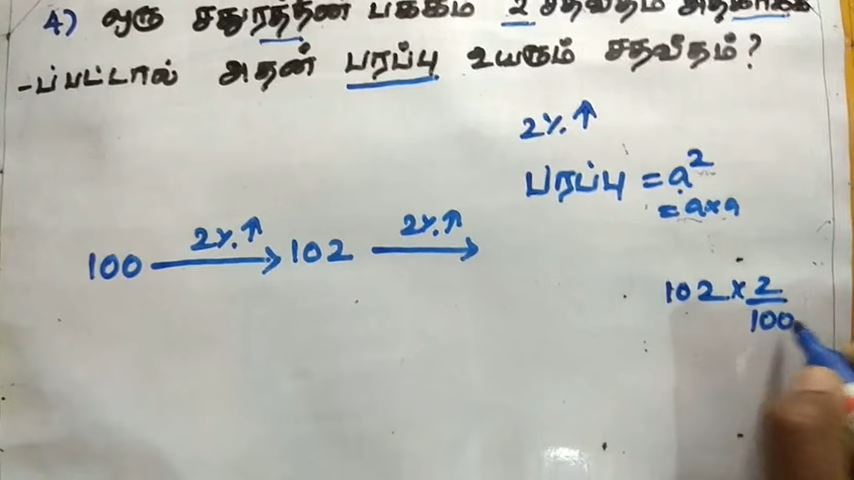 4) ஒரு சதுரத்தின் பக்கம் 2 சதவீதம் அதிகரிக்க
-ப்பட்டால் அதன் பரப்பு உயரும் சதவீதம்?
2%↑
பரப்பு = a²
= a×a
100 2%↑ 102 2%↑
102 × 2/100